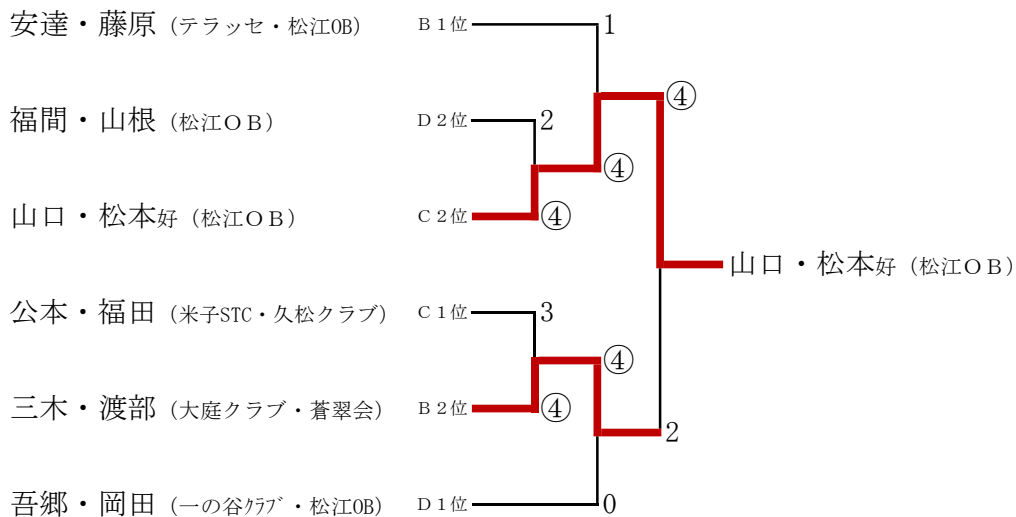 安達・藤原（テラッセ・松江OB） B1位 1
④
福間・山根（松江ＯＢ） D2位 2
④
山口・松本好（松江ＯＢ） C2位 ④
山口・松本好（松江ＯＢ）
公本・福田（米子STC・久松クラブ） C1位 3
④
三木・渡部（大庭クラブ・蒼翠会） B2位 ④
2
吾郷・岡田（一の谷ｸﾗﾌﾞ・松江OB） D1位 0